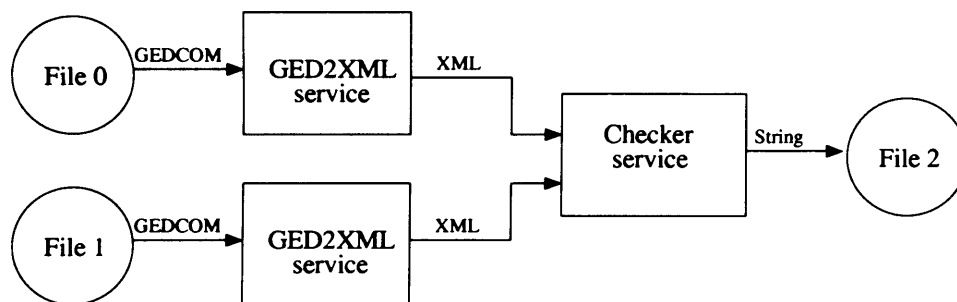 File 0
GEDCOM
GED2XML
service
XML
Checker
service
String
File 2
File 1
GEDCOM
GED2XML
service
XML